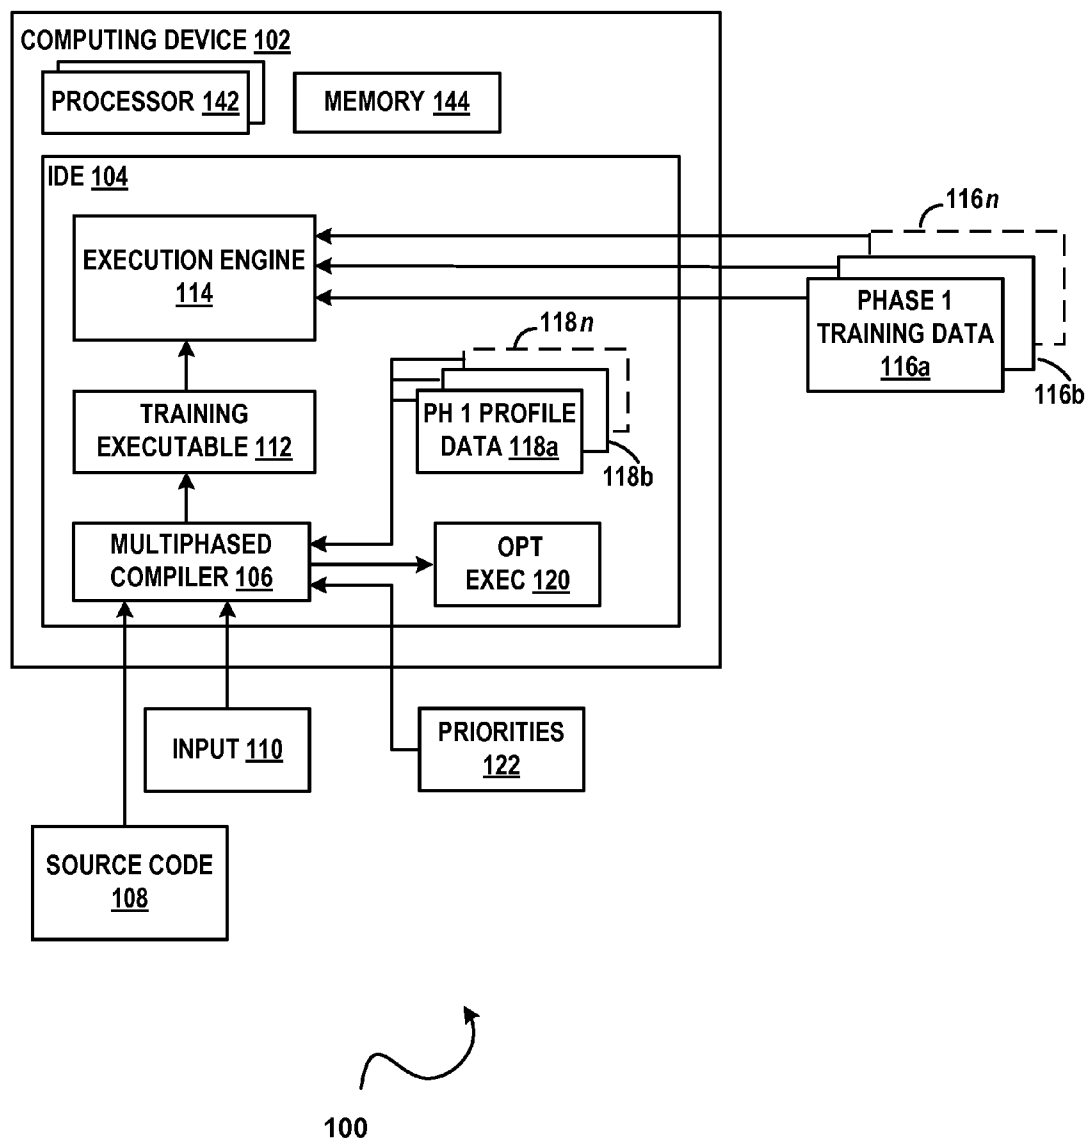 COMPUTING DEVICE 102
PROCESSOR 142
MEMORY 144
IDE 104
EXECUTION ENGINE
114
116n
PHASE 1
TRAINING DATA
116a
116b
118n
PH 1 PROFILE
DATA 118a
118b
TRAINING
EXECUTABLE 112
MULTIPHASED
COMPILER 106
OPT
EXEC 120
INPUT 110
PRIORITIES
122
SOURCE CODE
108
100